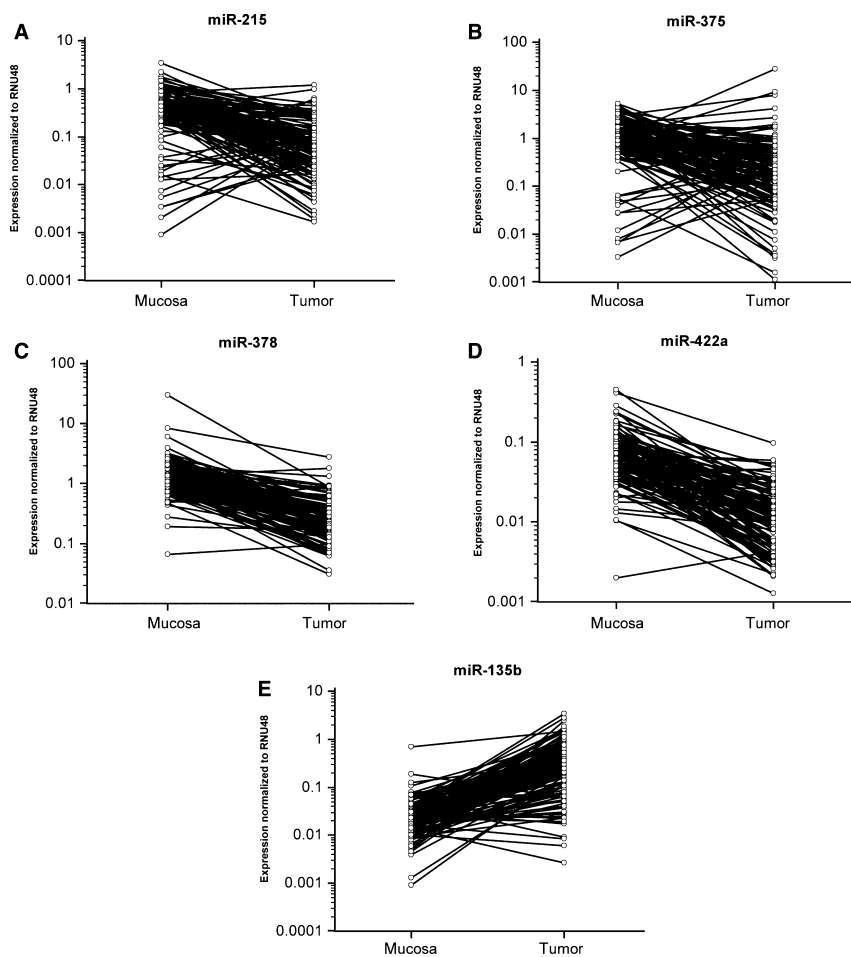 A
miR-215
Expression normalized to RNU48
10
1
0.1
0.01
0.001
0.0001
Mucosa
Tumor
B
miR-375
Expression normalized to RNU48
100
10
1
0.1
0.01
0.001
Mucosa
Tumor
C
miR-378
Expression normalized to RNU48
100
10
1
0.1
0.01
Mucosa
Tumor
D
miR-422a
Expression normalized to RNU48
1
0.1
0.01
0.001
Mucosa
Tumor
E
miR-135b
Expression normalized to RNU48
10
1
0.1
0.01
0.001
0.0001
Mucosa
Tumor